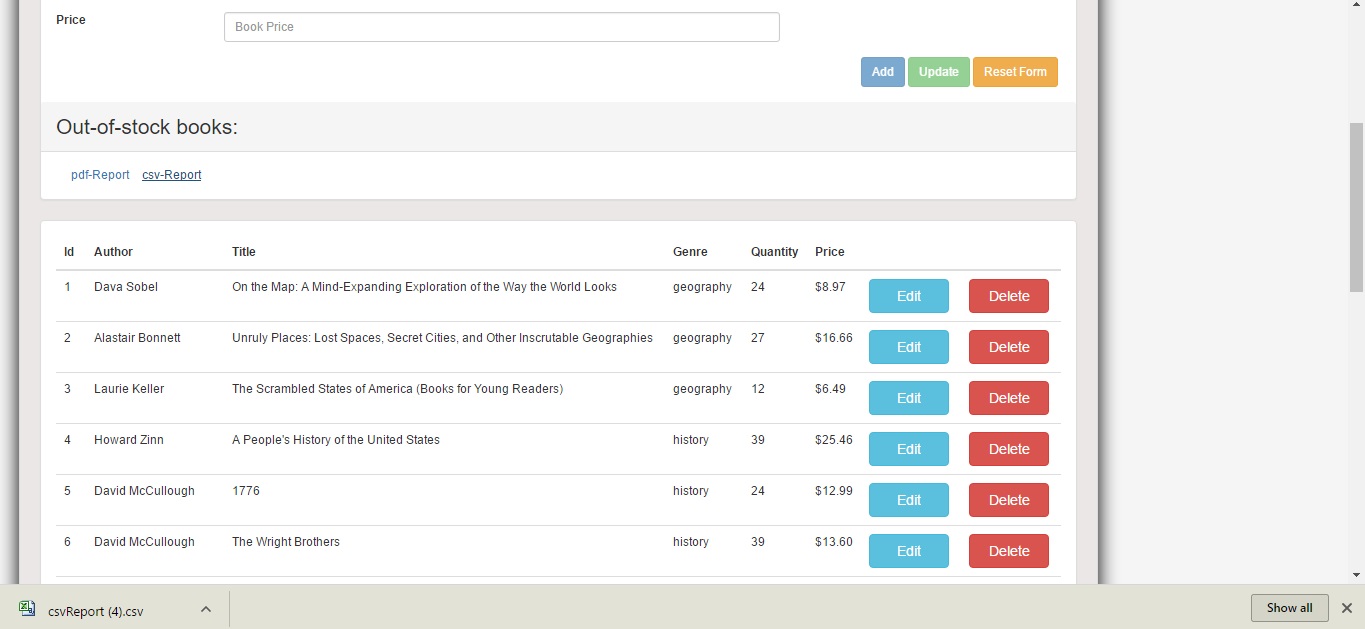 Price
Book Price
Add Update Reset Form
Out-of-stock books:
pdf-Report csv-Report
Id Author Title Genre Quantity Price
1 Dava Sobel On the Map: A Mind-Expanding Exploration of the Way the World Looks geography 24 $8.97 Edit Delete
2 Alastair Bonnett Unruly Places: Lost Spaces, Secret Cities, and Other Inscrutable Geographies geography 27 $16.66 Edit Delete
3 Laurie Keller The Scrambled States of America (Books for Young Readers) geography 12 $6.49 Edit Delete
4 Howard Zinn A People's History of the United States history 39 $25.46 Edit Delete
5 David McCullough 1776 history 24 $12.99 Edit Delete
6 David McCullough The Wright Brothers history 39 $13.60 Edit Delete
csvReport (4).csv Show all